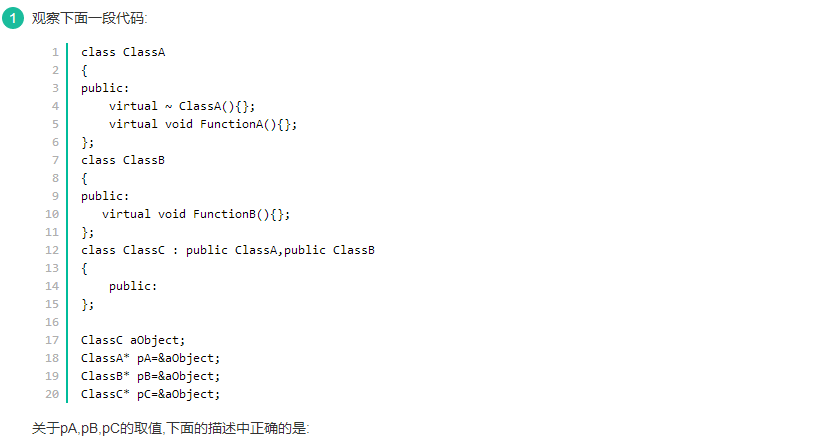 1 观察下面一段代码:
1 class ClassA
2 {
3 public:
4     virtual ~ ClassA(){};
5     virtual void FunctionA(){};
6 };
7 class ClassB
8 {
9 public:
10    virtual void FunctionB(){};
11 };
12 class ClassC : public ClassA,public ClassB
13 {
14     public:
15 };
16
17 ClassC aObject;
18 ClassA* pA=&aObject;
19 ClassB* pB=&aObject;
20 ClassC* pC=&aObject;
关于pA,pB,pC的取值,下面的描述中正确的是: